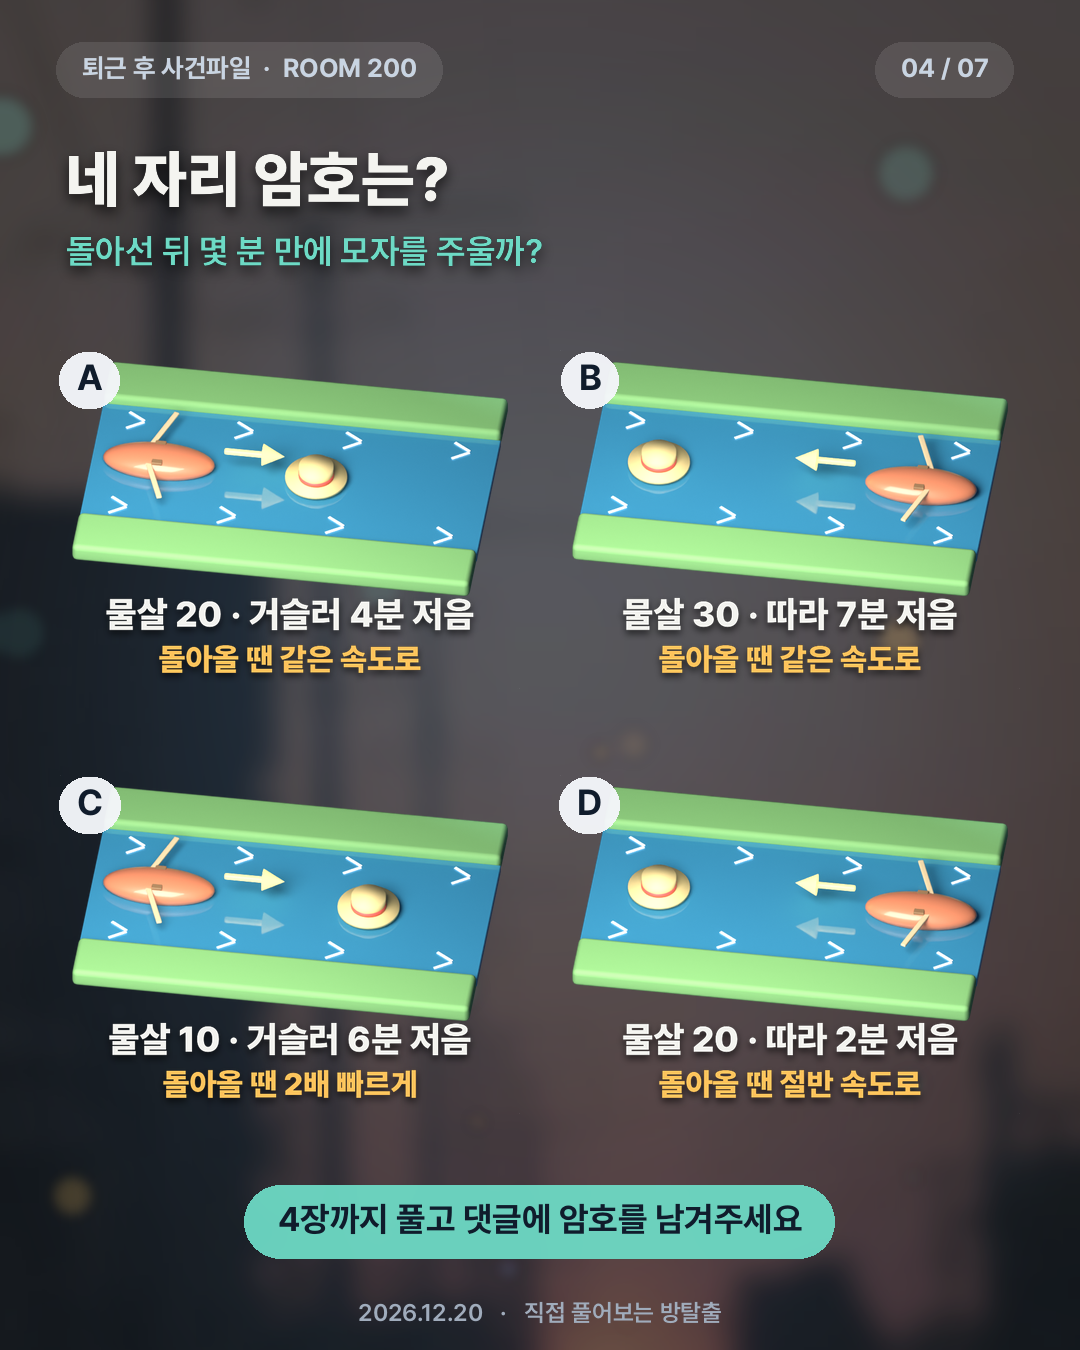 퇴근 후 사건파일 · ROOM 200
04 / 07
네 자리 암호는?
돌아선 뒤 몇 분 만에 모자를 주울까?
A
물살 20 · 거슬러 4분 저음
돌아올 땐 같은 속도로
B
물살 30 · 따라 7분 저음
돌아올 땐 같은 속도로
C
물살 10 · 거슬러 6분 저음
돌아올 땐 2배 빠르게
D
물살 20 · 따라 2분 저음
돌아올 땐 절반 속도로
4장까지 풀고 댓글에 암호를 남겨주세요
2026.12.20 · 직접 풀어보는 방탈출